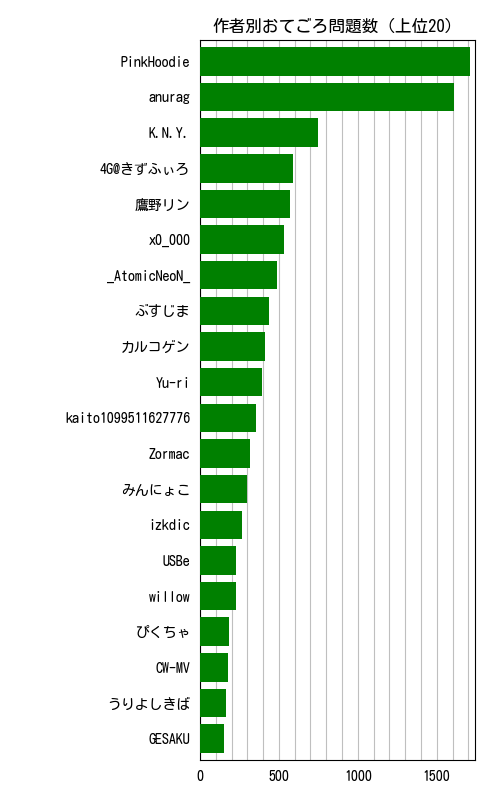 作者別おてごろ問題数 (上位20)
PinkHoodie
anurag
K.N.Y.
4G@きずふぃろ
鷹野リン
x0_000
_AtomicNeoN_
ぶすじま
カルコゲン
Yu-ri
kaito1099511627776
Zormac
みんにょこ
izkdic
USBe
willow
ぴくちゃ
CW-MV
うりよしきば
GESAKU
0 500 1000 1500